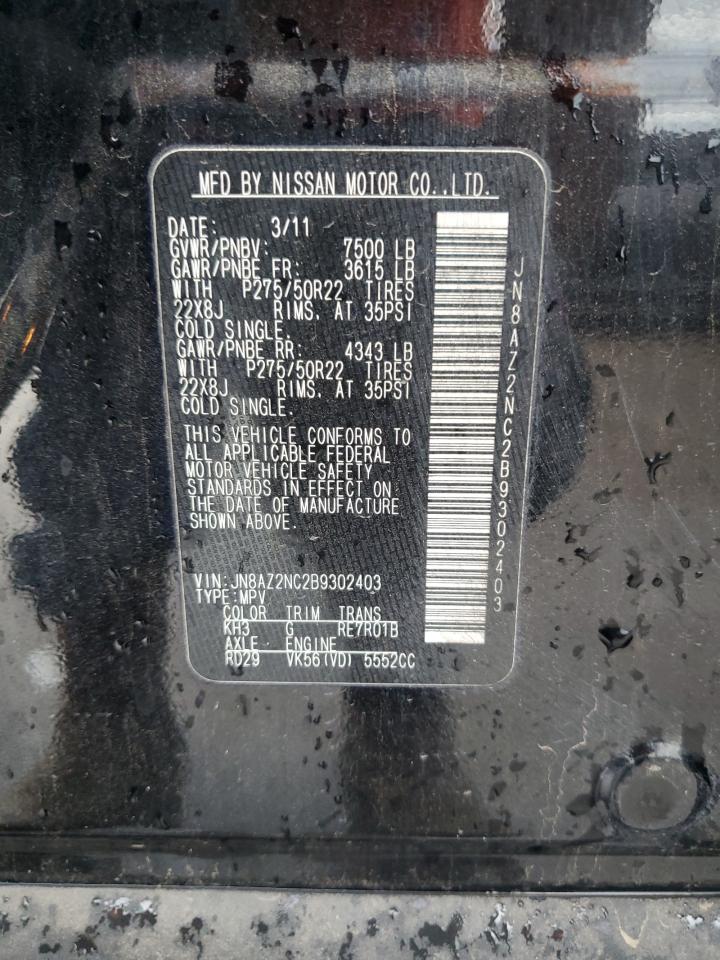 MFD BY NISSAN MOTOR CO.,LTD.
DATE: 3/11
GVWR/PNBV: 7500 LB
GAWR/PNBE FR: 3615 LB
WITH P275/50R22 TIRES
22X8J RIMS. AT 35PSI
COLD SINGLE.
GAWR/PNBE RR: 4343 LB
WITH P275/50R22 TIRES
22X8J RIMS. AT 35PSI
COLD SINGLE.
THIS VEHICLE CONFORMS TO
ALL APPLICABLE FEDERAL
MOTOR VEHICLE SAFETY
STANDARDS IN EFFECT ON
THE DATE OF MANUFACTURE
SHOWN ABOVE.
VIN:JN8AZ2NC2B9302403
TYPE:MPV
COLOR TRIM TRANS
KH3 G RE7R01B
AXLE ENGINE
RD29 VK56(VD) 5552CC
JN8AZ2NC2B9302403